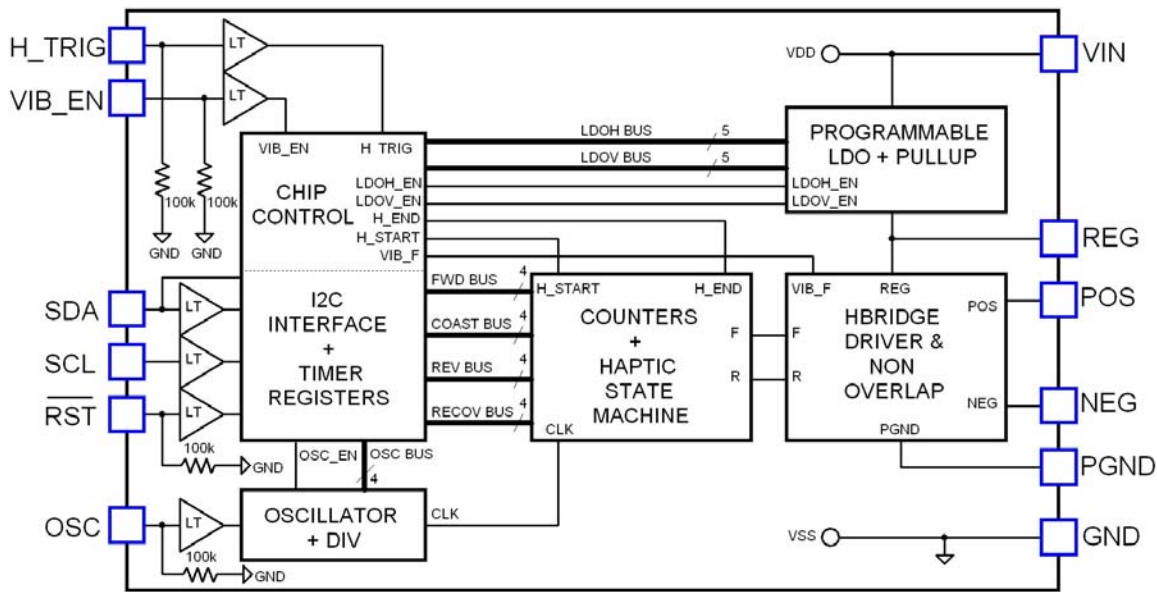 H_TRIG
LT
VIB_EN
LT
VDD
VIN
100k
100k
GND
GND
VIB_EN
H TRIG
CHIP
CONTROL
LDOH_EN
LDOV_EN
H_END
H_START
VIB_F
LDOH BUS
5
LDOV BUS
5
PROGRAMMABLE
LDO + PULLUP
LDOH_EN
LDOV_EN
REG
SDA
LT
SCL
LT
RST
LT
100k
GND
I2C
INTERFACE
+
TIMER
REGISTERS
FWD BUS
4
COAST BUS
4
REV BUS
4
RECOV BUS
4
H_START
H_END
COUNTERS
+
HAPTIC
STATE
MACHINE
F
R
CLK
VIB_F
REG
POS
HBRIDGE
DRIVER &
NON
OVERLAP
F
R
NEG
PGND
POS
NEG
PGND
OSC_EN
OSC BUS
4
OSC
LT
100k
GND
OSCILLATOR
+ DIV
CLK
VSS
GND